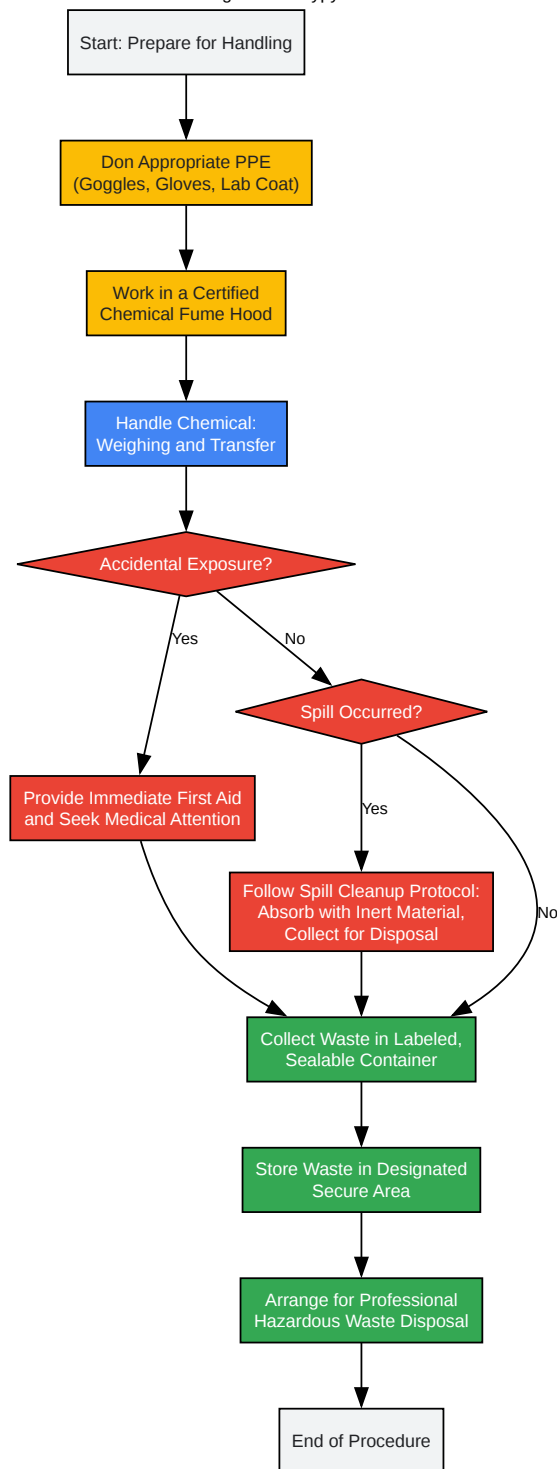 Start: Prepare for Handling
Don Appropriate PPE
(Goggles, Gloves, Lab Coat)
Work in a Certified
Chemical Fume Hood
Handle Chemical:
Weighing and Transfer
Accidental Exposure?
Yes
No
Spill Occurred?
Provide Immediate First Aid
and Seek Medical Attention
Yes
Follow Spill Cleanup Protocol:
Absorb with Inert Material,
Collect for Disposal
No
Collect Waste in Labeled,
Sealable Container
Store Waste in Designated
Secure Area
Arrange for Professional
Hazardous Waste Disposal
End of Procedure